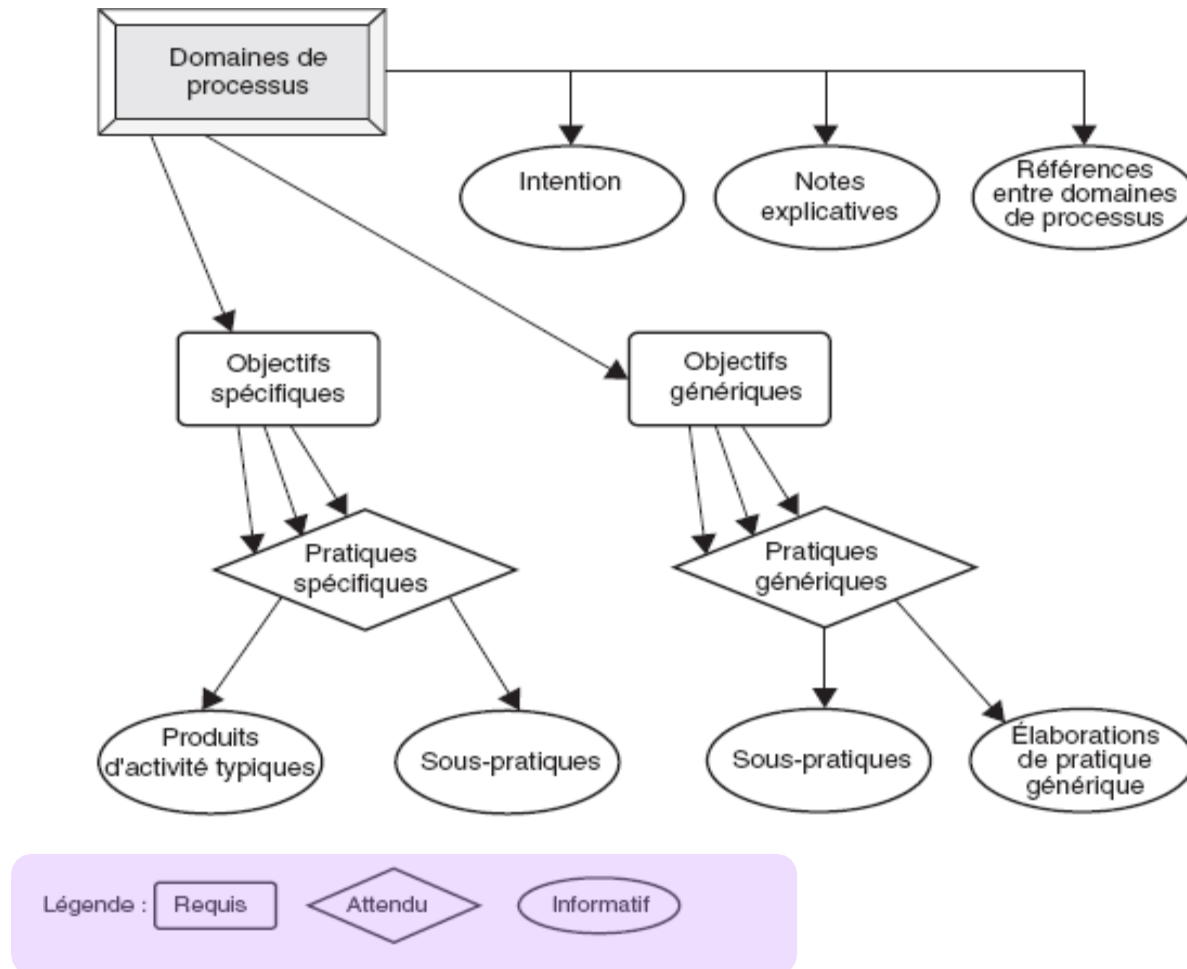 Domaines de
processus
Intention
Notes
explicatives
Références
entre domaines
de processus
Objectifs
spécifiques
Objectifs
génériques
Pratiques
spécifiques
Pratiques
génériques
Produits
d'activité typiques
Sous-pratiques
Sous-pratiques
Élaborations
de pratique
générique
Légende : Requis Attendu Informatif